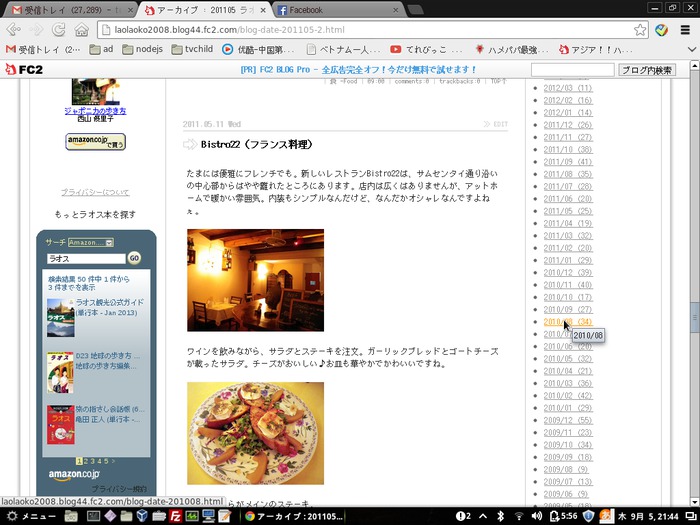 受信トレイ (27,289) - t
アーカイブ : 201105 ラオ
Facebook
laolaoko2008.blog44.fc2.com/blog-date-201105-2.html
受信トレイ (2
ad
nodejs
tvchild
优酷-中国第
ベトナム一人
てれびっこ
ハメパパ最強
アジア！！ハ
FC2
[PR] FC2 BLOG Pro - 全広告完全オフ！今だけ無料で試せます！
ブログ内検索
食 -Food | 09:00 | comments:0 | trackbacks:0 | TOP↑
ジャポニカの歩き方
西山 修里子
amazon.co.jp
で買う
プライバシーについて
もっとラオス本を探す
サーチ Amazon....
ラオス
GO
検索結果 50 件中 1 件から
3 件までを表示
ラオス観光公式ガイド
(単行本 - Jan 2013)
D23 地球の歩き方
地球の歩き方編集
旅の指さし会話帳 (6...
竜田 正人 (単行本 -
1 2 3 4 5 >
amazon.co.jp
プライバシー規約
2011.05.11 Wed
EDIT
Bistro22（フランス料理）
たまには優雅にフレンチでも。新しいレストランBistro22は、サムセンタイ通り沿い
の中心部からはやや離れたところにあります。店内は広くはありませんが、アットホ
ームで暖かい雰囲気。内装もシンプルなんだけど、なんだかオシャレなんですよね
ぇ。
ワインを飲みながら、サラダとステーキを注文。ガーリックブレッドとゴートチーズ
が載ったサラダ。チーズがおいしい♪お皿も華やかでかわいいですね。
らがメインのステーキ。
2012/03 (11)
2012/02 (16)
2012/01 (14)
2011/12 (26)
2011/11 (27)
2011/10 (38)
2011/09 (41)
2011/08 (35)
2011/07 (28)
2011/06 (20)
2011/05 (25)
2011/04 (19)
2011/03 (32)
2011/02 (20)
2011/01 (29)
2010/12 (39)
2010/11 (40)
2010/10 (17)
2010/09 (27)
2010/08 (34)
2010/08
2010/06 (20)
2010/05 (32)
2010/04 (21)
2010/03 (36)
2010/02 (42)
2010/01 (29)
2009/12 (55)
2009/11 (23)
2009/10 (34)
2009/09 (18)
2009/08 (9)
2009/07 (13)
2009/06 (9)
laolaoko2008.blog44.fc2.com/blog-date-201008.html
メニュー
アーカイブ : 201105...
2
5:56
木 9月 5, 21:44